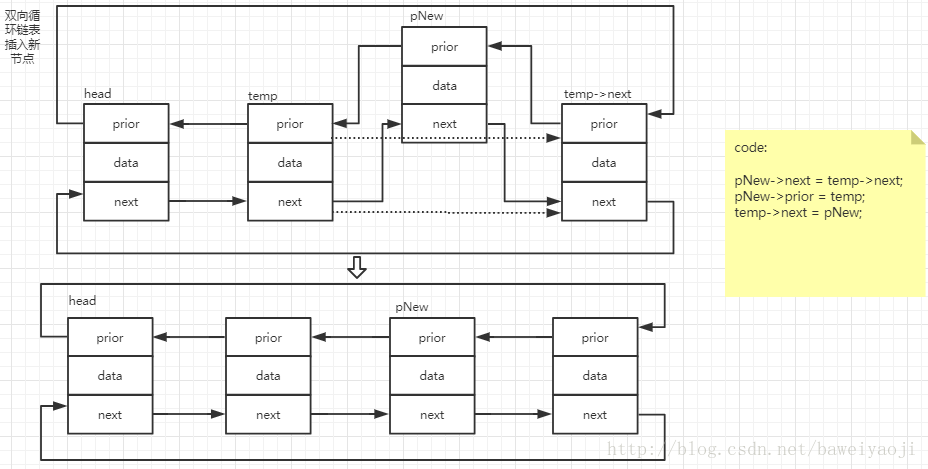 双向循
环链表
插入新
节点
pNew
prior
data
next
head
prior
data
next
temp
prior
data
next
temp->next
prior
data
next
code:
pNew->next = temp->next;
pNew->prior = temp;
temp->next = pNew;
head
prior
data
next
prior
data
next
pNew
prior
data
next
prior
data
next
http://blog.csdn.net/baweiyaoji